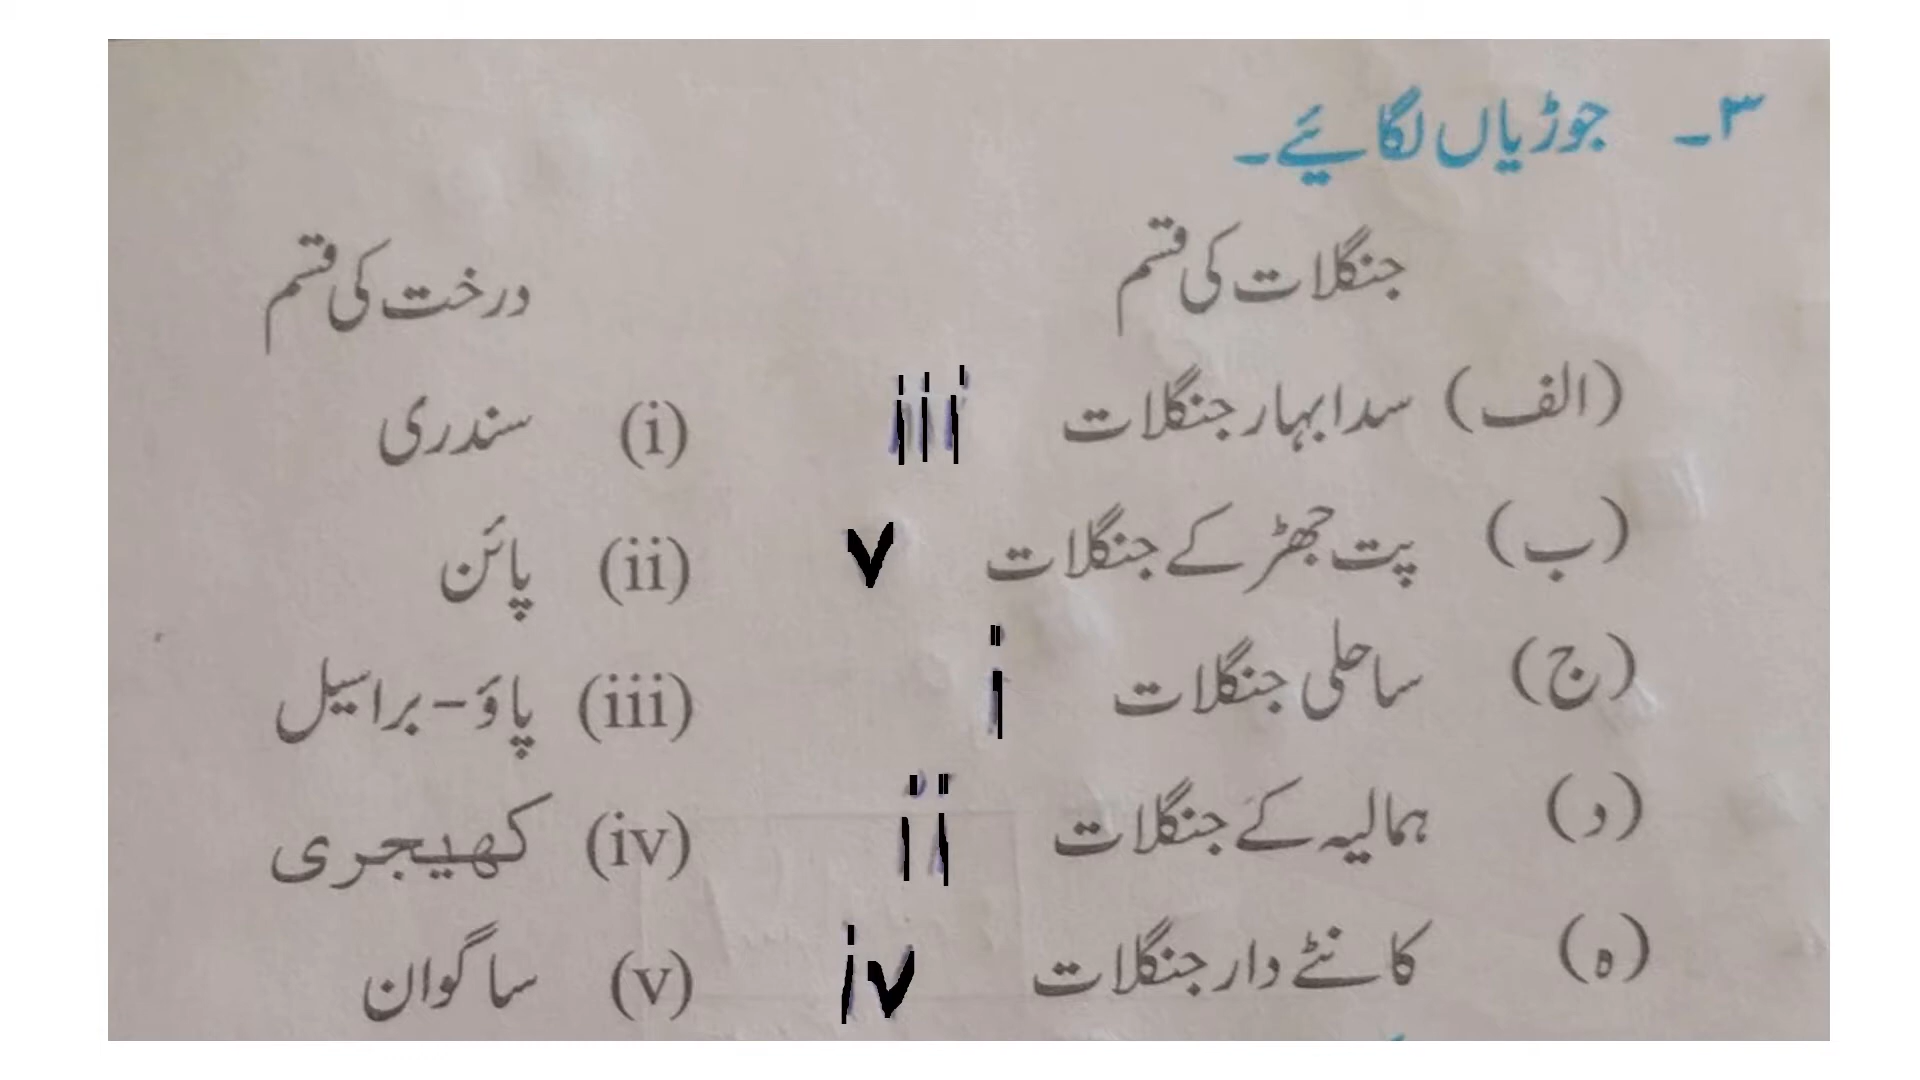 ۳۔ جوڑیاں لگائیے۔
جنگلات کی قسم درخت کی قسم
(الف) سدابہار جنگلات iii (i) سندری
(ب) پت جھڑ کے جنگلات v (ii) پائن
(ج) ساحلی جنگلات i (iii) پاؤ - براسیل
(د) ہمالیہ کے جنگلات ii (iv) کھیجری
(ہ) کانٹے دار جنگلات iv (v) ساگوان